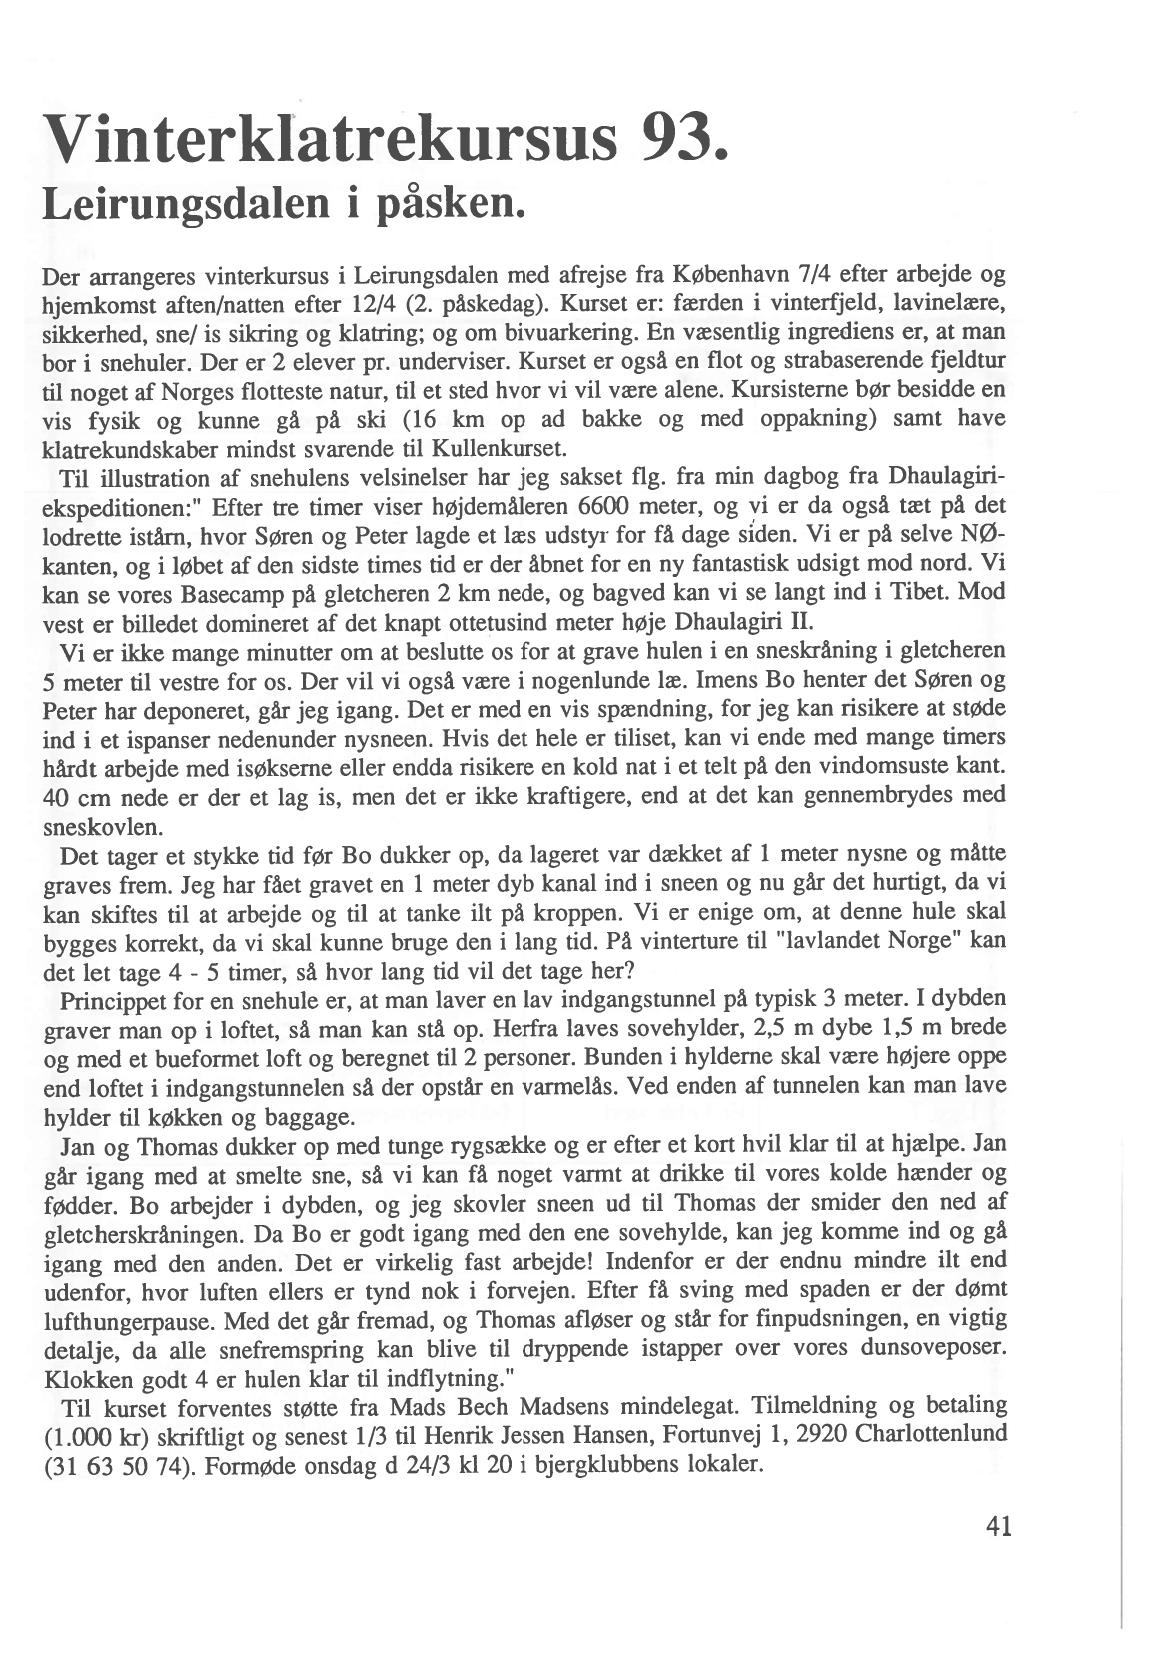 Vinterklatrekursus 93.
Leirungsdalen i påsken.
Der arrangeres vinterkursus i Leirungsdalen med afrejse fra København 7/4 efter arbejde og
hjemkomst aften/natten efter 12/4 (2. påskedag). Kurset er: færden i vinterfjeld, lavinelære,
sikkerhed, sne/ is sikring og klatring; og om bivuarkering. En væsentlig ingrediens er, at man
bor i snehuler. Der er 2 elever pr. underviser. Kurset er også en flot og strabaserende fjeldtur
til noget af Norges flotteste natur, til et sted hvor vi vil være alene. Kursisterne bør besidde en
vis fysik og kunne gå på ski (16 km op ad bakke og med oppakning) samt have
klatrekundskaber mindst svarende til Kullenkurset.
Til illustration af snehulens velsinelser har jeg sakset flg. fra min dagbog fra Dhaulagiri-
ekspeditionen:" Efter tre timer viser højdemåleren 6600 meter, og vi er da også tæt på det
lodrette istårn, hvor Søren og Peter lagde et læs udstyr for få dage siden. Vi er på selve NØ-
kanten, og i løbet af den sidste times tid er der åbnet for en ny fantastisk udsigt mod nord. Vi
kan se vores Basecamp på gletcheren 2 km nede, og bagved kan vi se langt ind i Tibet. Mod
vest er billedet domineret af det knapt ottetusind meter høje Dhaulagiri II.
Vi er ikke mange minutter om at beslutte os for at grave hulen i en sneskråning i gletcheren
5 meter til vestre for os. Der vil vi også være i nogenlunde læ. Imens Bo henter det Søren og
Peter har deponeret, går jeg igang. Det er med en vis spændning, for jeg kan risikere at støde
ind i et ispanser nedenunder nysneen. Hvis det hele er tiliset, kan vi ende med mange timers
hårdt arbejde med isøkserne eller endda risikere en kold nat i et telt på den vindomsuste kant.
40 cm nede er der et lag is, men det er ikke kraftigere, end at det kan gennembrydes med
sneskovlen.
Det tager et stykke tid før Bo dukker op, da lageret var dækket af 1 meter nysne og måtte
graves frem. Jeg har fået gravet en 1 meter dyb kanal ind i sneen og nu går det hurtigt, da vi
kan skiftes til at arbejde og til at tanke ilt på kroppen. Vi er enige om, at denne hule skal
bygges korrekt, da vi skal kunne bruge den i lang tid. På vinterture til "lavlandet Norge" kan
det let tage 4 - 5 timer, så hvor lang tid vil det tage her?
Princippet for en snehule er, at man laver en lav indgangstunnel på typisk 3 meter. I dybden
graver man op i loftet, så man kan stå op. Herfra laves sovehylder, 2,5 m dybe 1,5 m brede
og med et bueformet loft og beregnet til 2 personer. Bunden i hylderne skal være højere oppe
end loftet i indgangstunnelen så der opstår en varmelås. Ved enden af tunnelen kan man lave
hylder til køkken og baggage.
Jan og Thomas dukker op med tunge rygsække og er efter et kort hvil klar til at hjælpe. Jan
går igang med at smelte sne, så vi kan få noget varmt at drikke til vores kolde hænder og
fødder. Bo arbejder i dybden, og jeg skovler sneen ud til Thomas der smider den ned af
gletcherskråningen. Da Bo er godt igang med den ene sovehylde, kan jeg komme ind og gå
igang med den anden. Det er virkelig fast arbejde! Indenfor er der endnu mindre ilt end
udenfor, hvor luften ellers er tynd nok i forvejen. Efter få sving med spaden er der dømt
lufthungerpause. Med det går fremad, og Thomas afløser og står for finpudsningen, en vigtig
detalje, da alle snefremspring kan blive til dryppende istapper over vores dunsoveposer.
Klokken godt 4 er hulen klar til indflytning."
Til kurset forventes støtte fra Mads Bech Madsens mindelegat. Tilmeldning og betaling
(1.000 kr) skriftligt og senest 1/3 til Henrik Jessen Hansen, Fortunvej 1, 2920 Charlottenlund
(31 63 50 74). Formøde onsdag d 24/3 kl 20 i bjergklubbens lokaler.
41